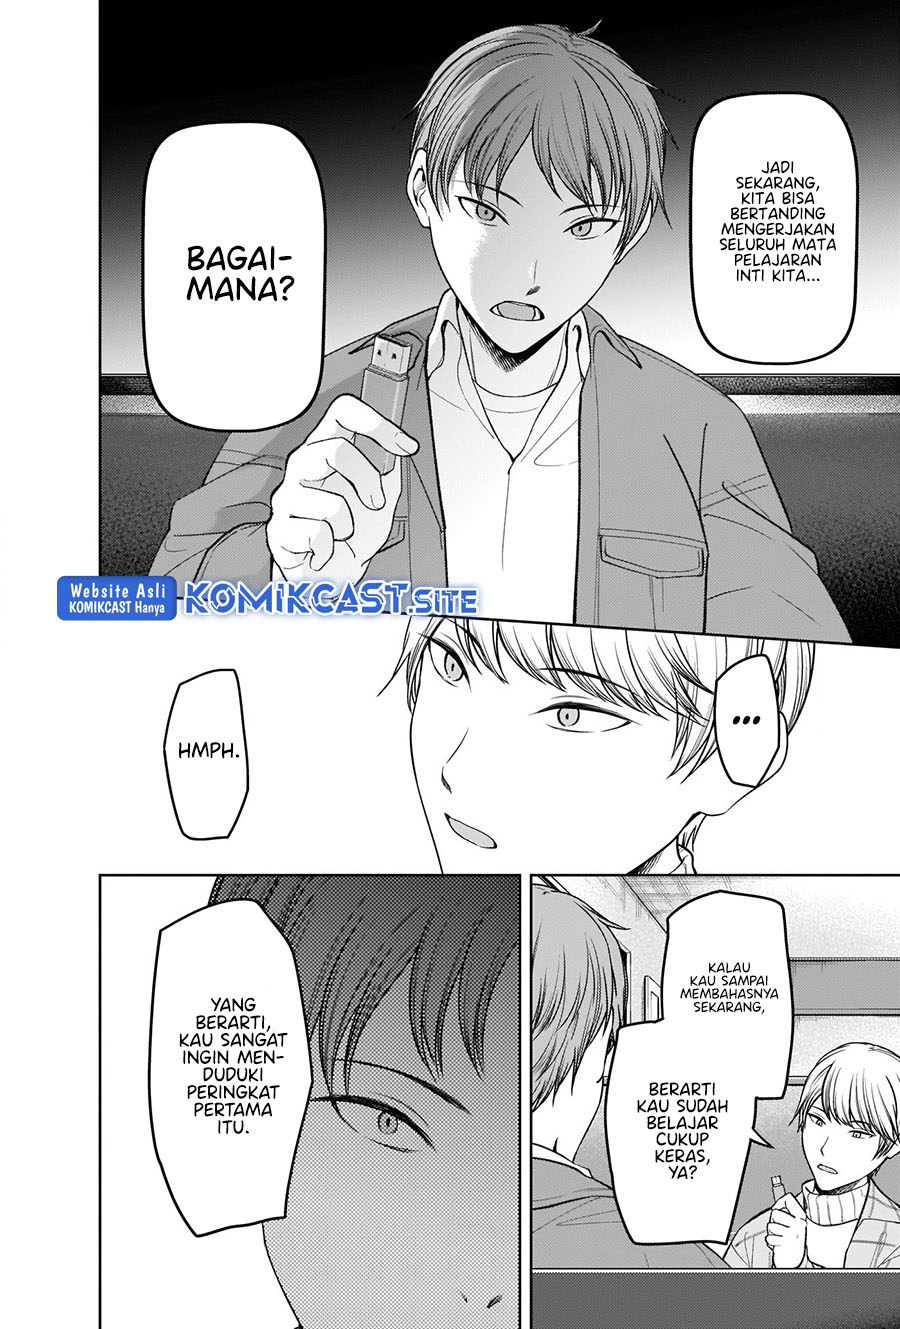 JADI
SEKARANG,
KITA BISA
BERTANDING
MENGERJAKAN
SELURUH MATA
PELAJARAN
INTI KITA...
BAGAI-
MANA?
Website Asli
KOMIKCAST Hanya
KOMIKCAST.SITE
...
HMPH.
KALAU
KAU SAMPAI
MEMBAHASNYA
SEKARANG,
BERARTI
KAU SUDAH
BELAJAR
CUKUP
KERAS,
YA?
YANG
BERARTI,
KAU SANGAT
INGIN MEN-
DUDUKI
PERINGKAT
PERTAMA
ITU.